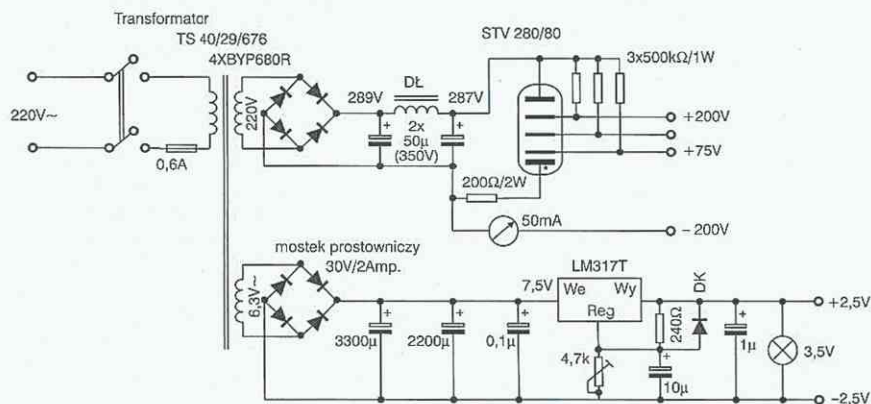 Transformator
TS 40/29/676
4XBYP680R
STV 280/80
3x500kΩ/1W
220V~
0,6A
220V
289V
DŁ
287V
2x
50µ
(350V)
+
+
200Ω/2W
50mA
+200V
+75V
-200V
mostek prostowniczy
30V/2Amp.
6,3V~
7,5V
LM317T
We
Wy
Reg
DK
240Ω
+
3300µ
+
2200µ
+
0,1µ
4,7k
+
10µ
+
1µ
3,5V
+2,5V
-2,5V